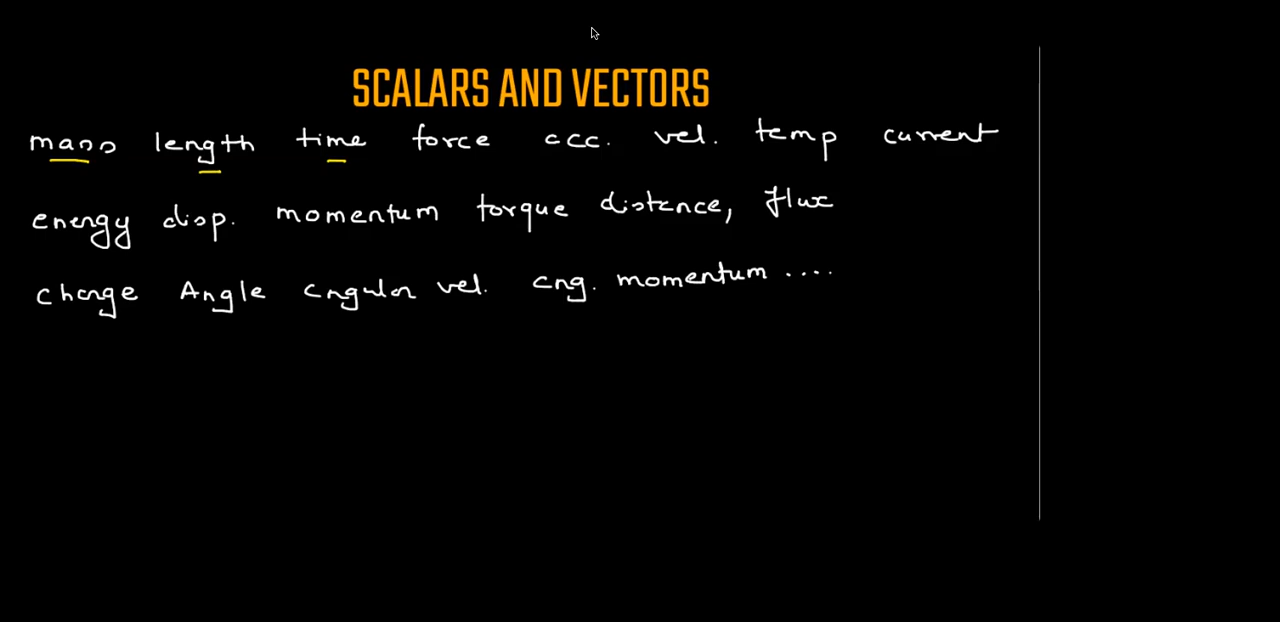 SCALARS AND VECTORS
mass length time force acc. vel. temp current
energy disp. momentum torque distance, flux
charge Angle angular vel. ang. momentum ....